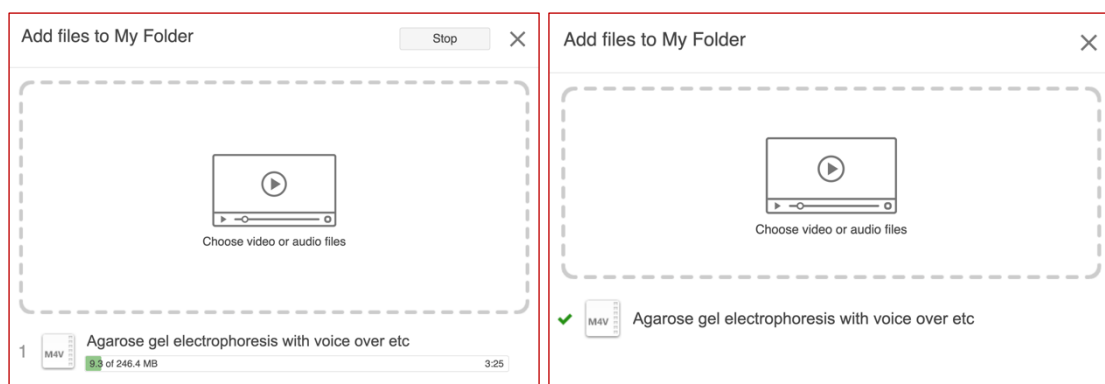 Add files to My Folder
Stop
Choose video or audio files
1
M4V
Agarose gel electrophoresis with voice over etc
9.3 of 246.4 MB
3:25
Add files to My Folder
Choose video or audio files
M4V
Agarose gel electrophoresis with voice over etc